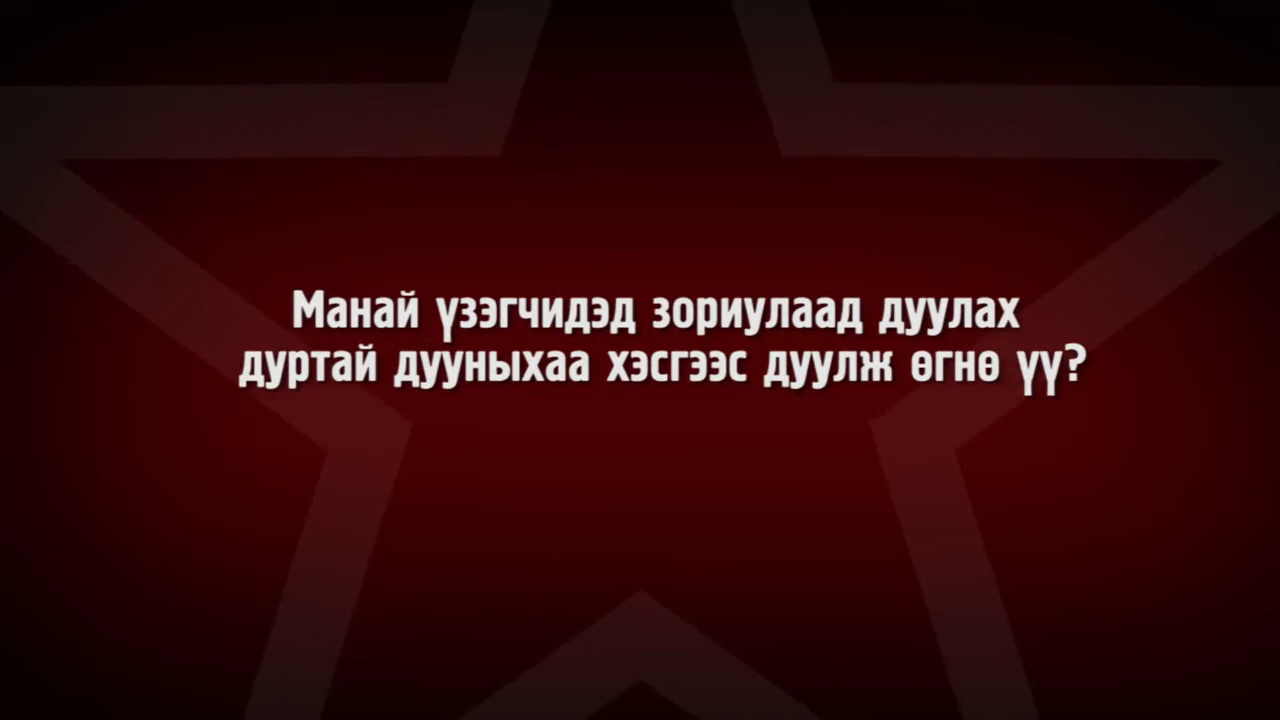 Манай үзэгчидэд зориулаад дуулах
дуртай дууныхаа хэсгээс дуулж өгнө үү?